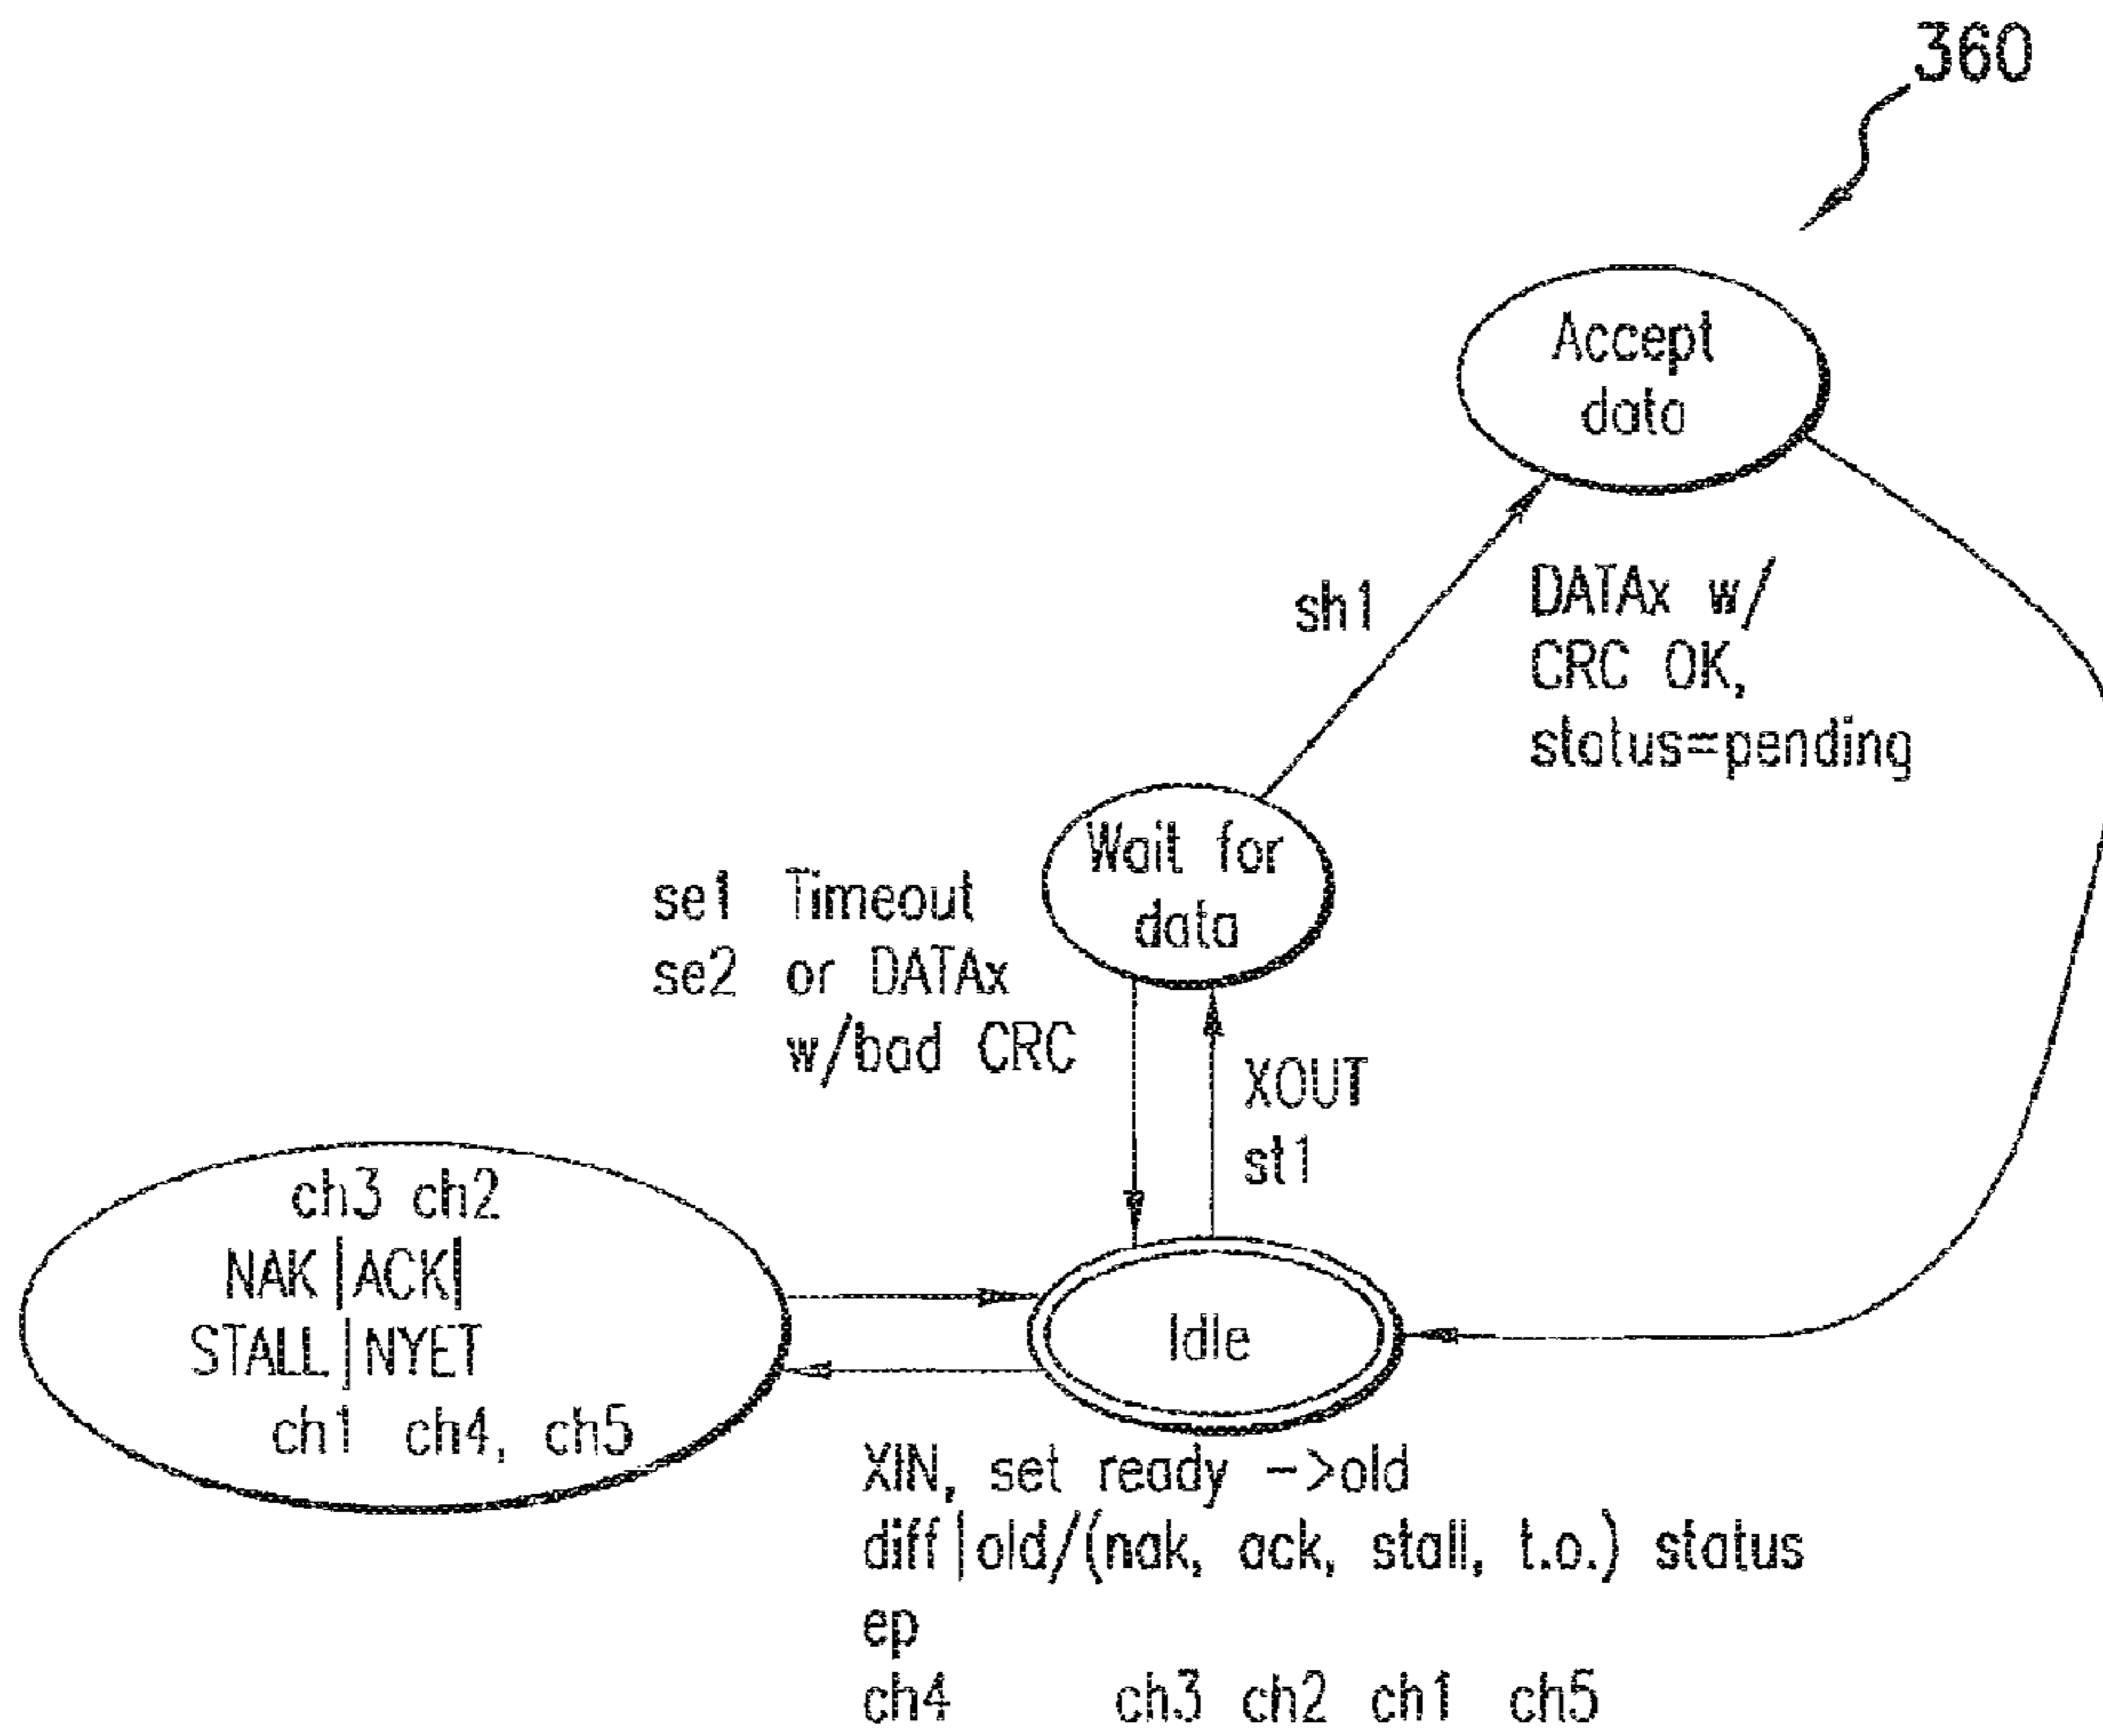 360
Accept
data
sh1
DATAx w/
CRC OK,
status=pending
Wait for
data
se1 Timeout
se2 or DATAx
w/bad CRC
XOUT
st1
ch3 ch2
NAK|ACK|
STALL|NYET
ch1 ch4, ch5
Idle
XIN, set ready ->old
diff|old/(nak, ack, stall, t.o.) status
ep
ch4 ch3 ch2 ch1 ch5